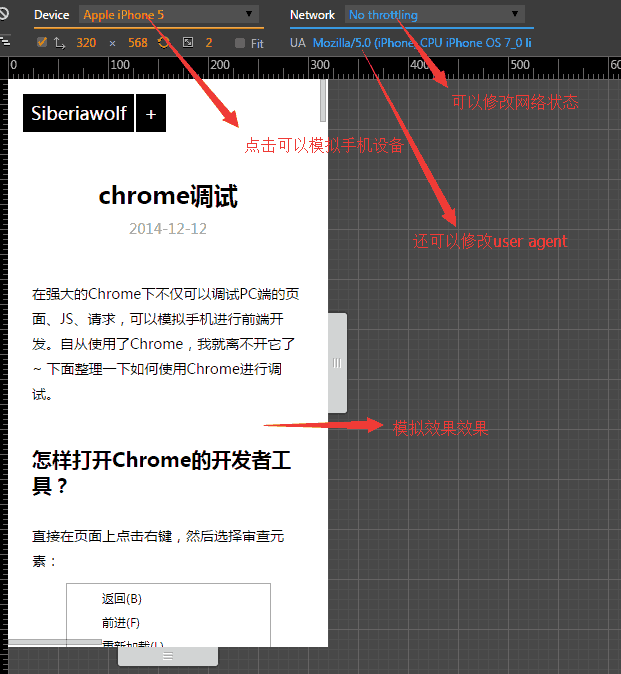 Device Apple iPhone 5 Network No throttling
320 × 568 2 Fit UA Mozilla/5.0 (iPhone; CPU iPhone OS 7_0 li
0 100 200 300 400 500 600
Siberiawolf +
可以修改网络状态
点击可以模拟手机设备
chrome调试
2014-12-12
还可以修改user agent
在强大的Chrome下不仅可以调试PC端的页
面、JS、请求，可以模拟手机进行前端开
发。自从使用了Chrome，我就离不开它了
~ 下面整理一下如何使用Chrome进行调
试。
模拟效果效果
怎样打开Chrome的开发者工
具？
直接在页面上点击右键，然后选择审查元
素：
返回(B)
前进(F)
重新加载(L)